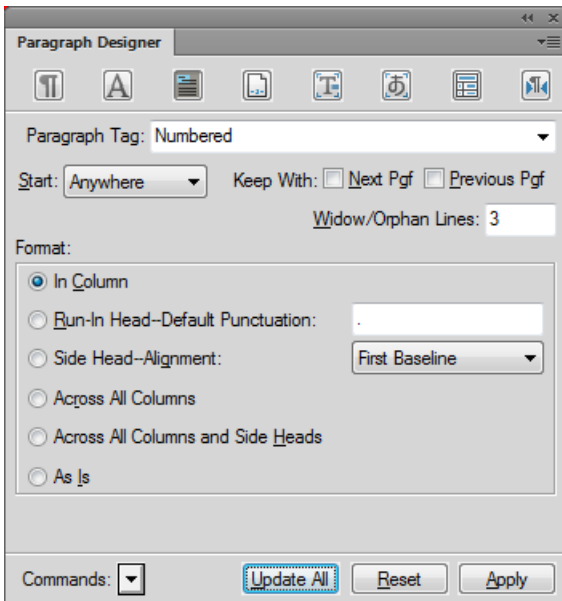 Paragraph Designer
Paragraph Tag: Numbered
Start: Anywhere Keep With: Next Pgf Previous Pgf
Widow/Orphan Lines: 3
Format:
In Column
Run-In Head--Default Punctuation: .
Side Head--Alignment: First Baseline
Across All Columns
Across All Columns and Side Heads
As Is
Commands: Update All Reset Apply